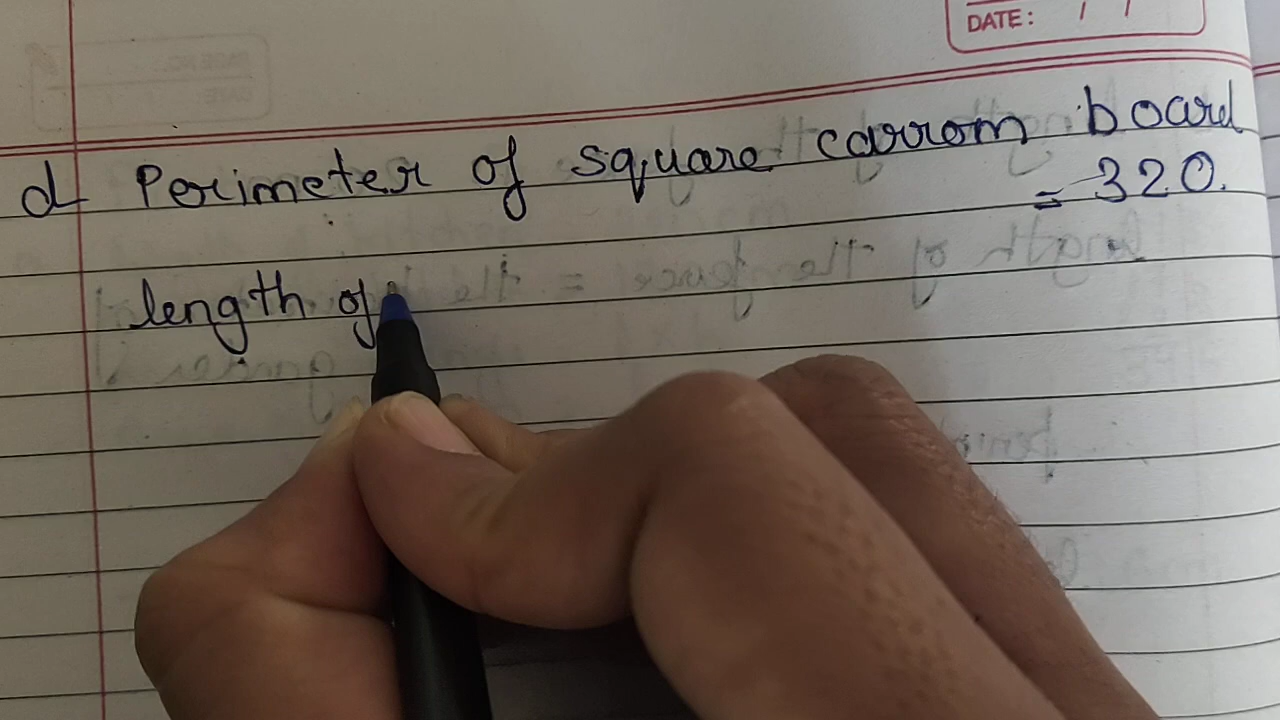 DATE: / /
d Perimeter of square carrom board
= 320.
length of